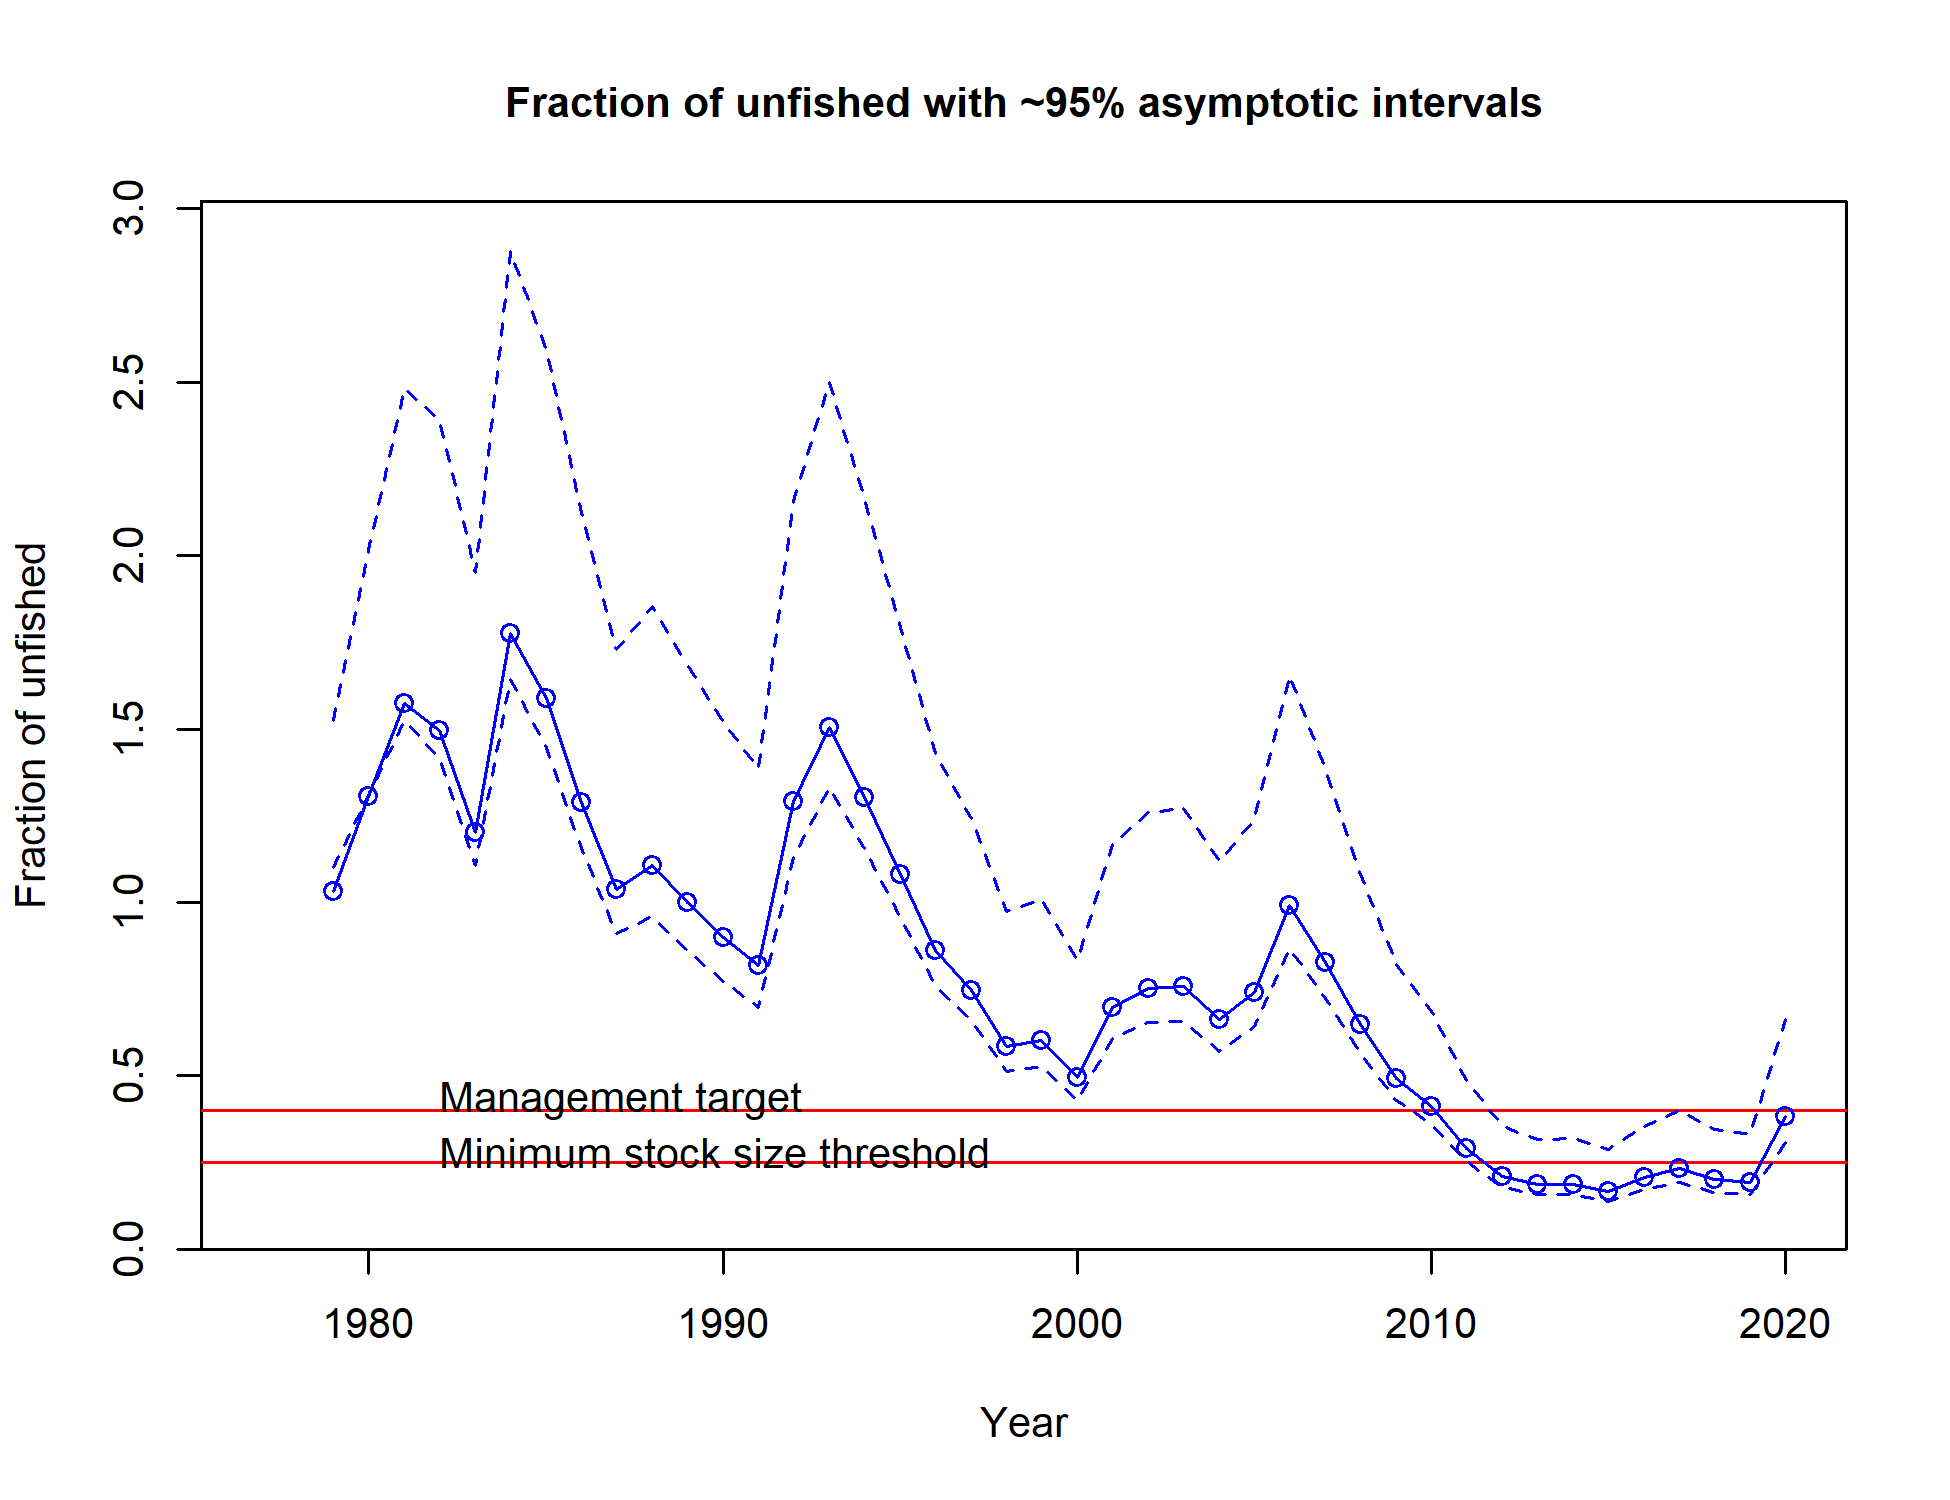 Fraction of unfished with ~95% asymptotic intervals
Fraction of unfished
3.0
2.5
2.0
1.5
1.0
0.5
0.0
Management target
Minimum stock size threshold
1980 1990 2000 2010 2020
Year